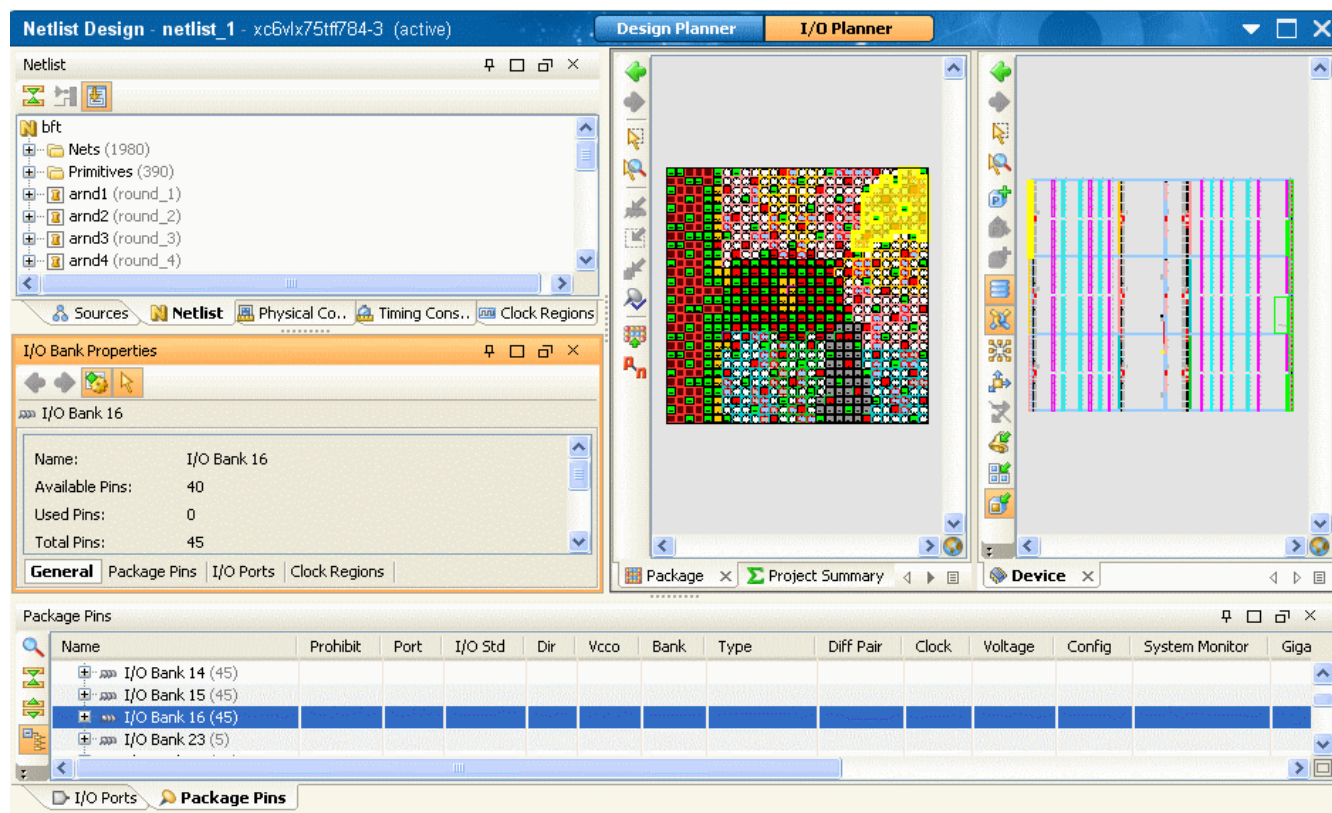 Netlist Design - netlist_1 - xc6vlx75tff784-3 (active)
Design Planner
I/O Planner
Netlist
bft
Nets (1980)
Primitives (390)
arnd1 (round_1)
arnd2 (round_2)
arnd3 (round_3)
arnd4 (round_4)
Sources Netlist Physical Co.. Timing Cons.. Clock Regions
I/O Bank Properties
I/O Bank 16
Name: I/O Bank 16
Available Pins: 40
Used Pins: 0
Total Pins: 45
General Package Pins I/O Ports Clock Regions
Package Project Summary
Device
Package Pins
Name Prohibit Port I/O Std Dir Vcco Bank Type Diff Pair Clock Voltage Config System Monitor Giga
I/O Bank 14 (45)
I/O Bank 15 (45)
I/O Bank 16 (45)
I/O Bank 23 (5)
I/O Ports Package Pins